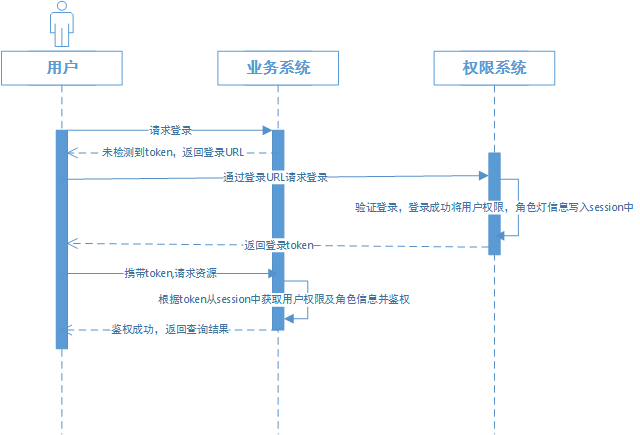 用户
业务系统
权限系统
请求登录
未检测到token，返回登录URL
通过登录URL请求登录
验证登录，登录成功将用户权限，角色灯信息写入session中
返回登录token
携带token,请求资源
根据token从session中获取用户权限及角色信息并鉴权
鉴权成功，返回查询结果